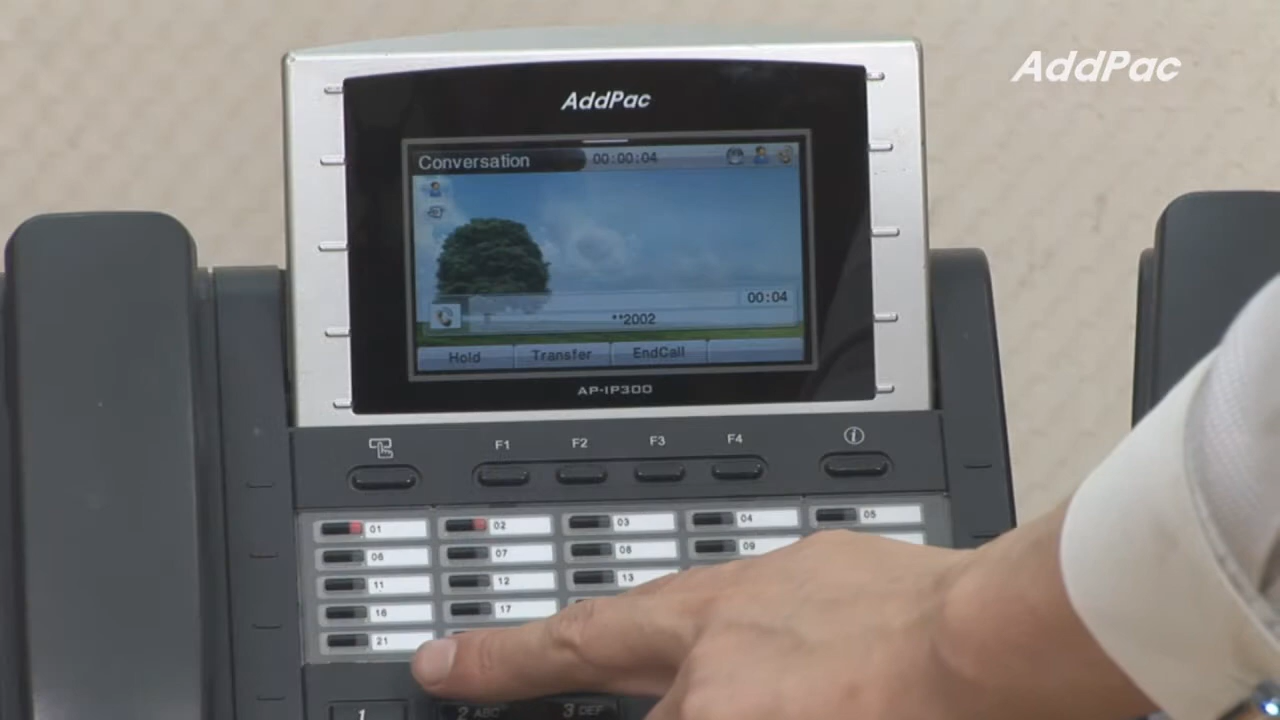 AddPac
AddPac
Conversation 00:00:04
00:04
**2002
Hold Transfer EndCall
AP-IP300
F1 F2 F3 F4
01 02 03 04 05
06 07 08 09
11 12 13
16 17
21
1 2 ABC 3 DEF